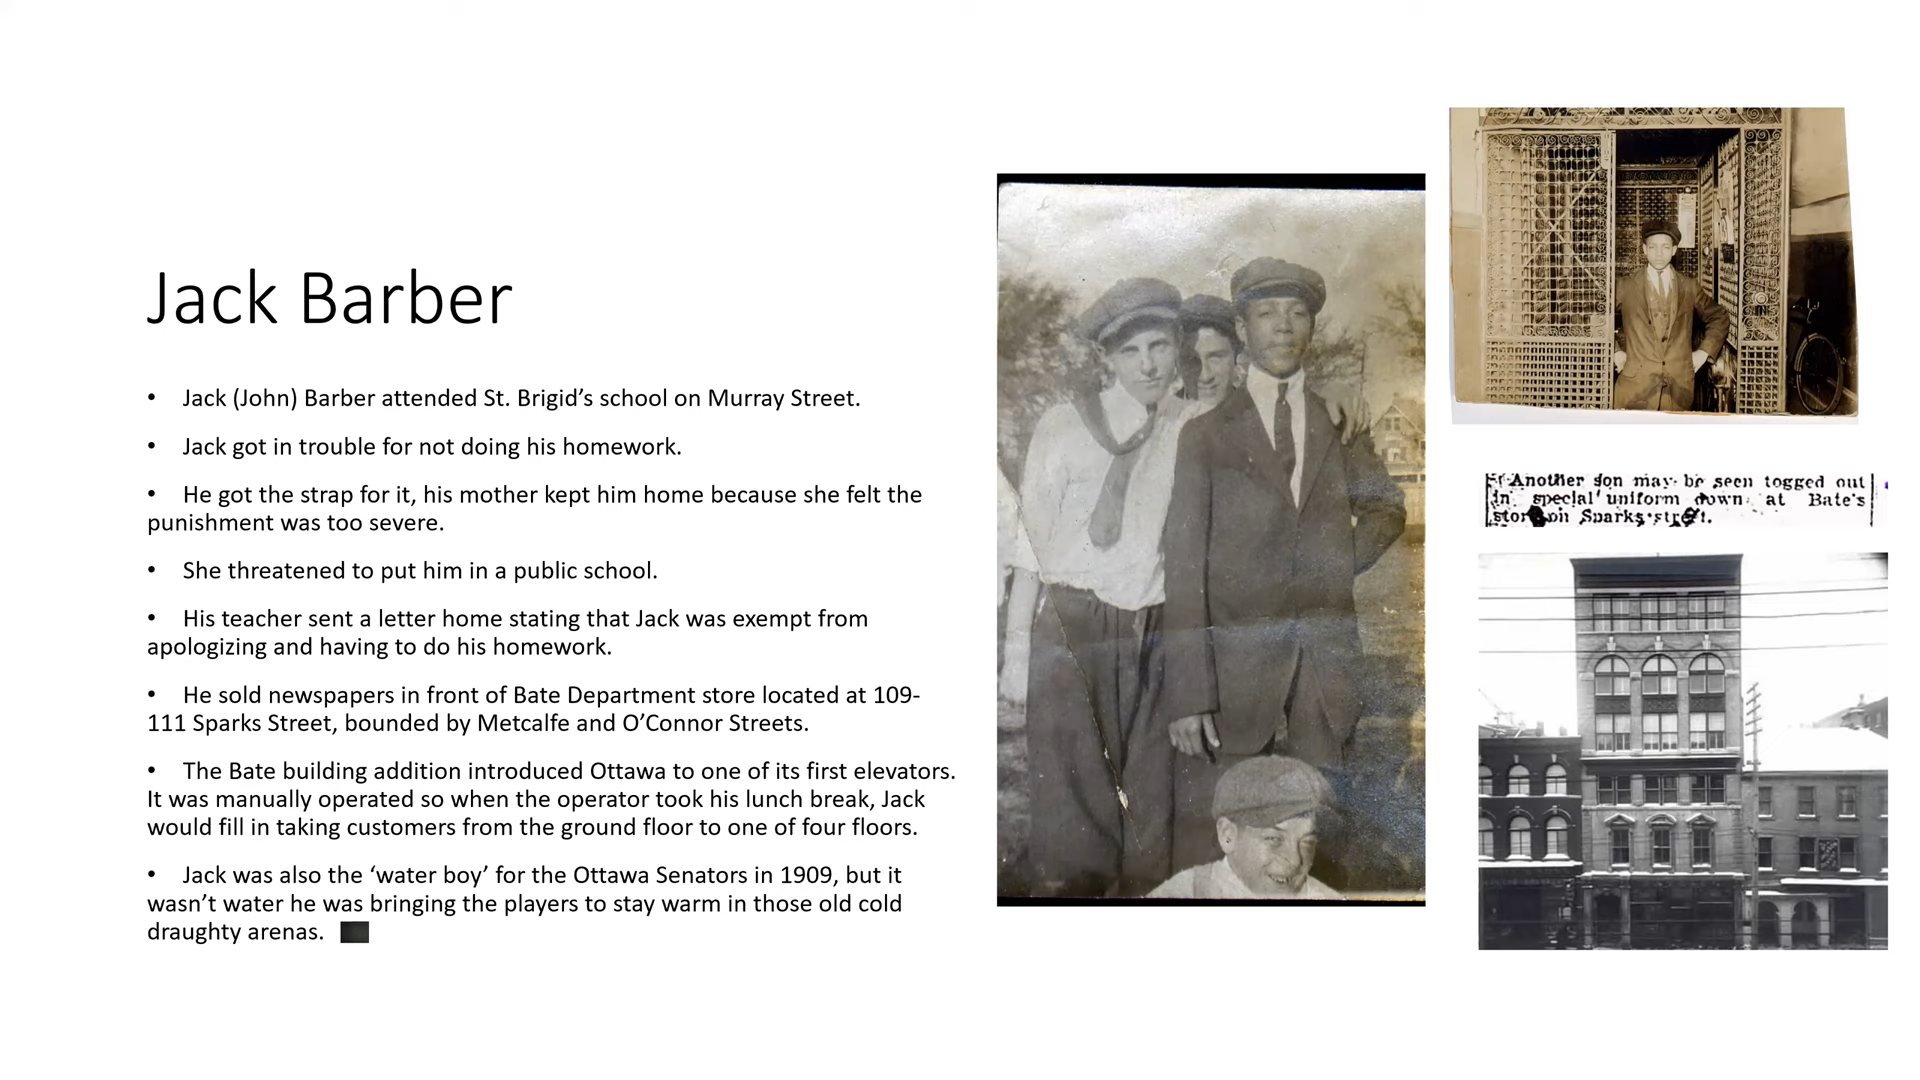 Jack Barber
• Jack (John) Barber attended St. Brigid’s school on Murray Street.
• Jack got in trouble for not doing his homework.
• He got the strap for it, his mother kept him home because she felt the
punishment was too severe.
• She threatened to put him in a public school.
• His teacher sent a letter home stating that Jack was exempt from
apologizing and having to do his homework.
• He sold newspapers in front of Bate Department store located at 109-
111 Sparks Street, bounded by Metcalfe and O’Connor Streets.
• The Bate building addition introduced Ottawa to one of its first elevators.
It was manually operated so when the operator took his lunch break, Jack
would fill in taking customers from the ground floor to one of four floors.
• Jack was also the ‘water boy’ for the Ottawa Senators in 1909, but it
wasn’t water he was bringing the players to stay warm in those old cold
draughty arenas.
Another son may be seen togged out
in special uniform down at Bate's
store on Sparks street.